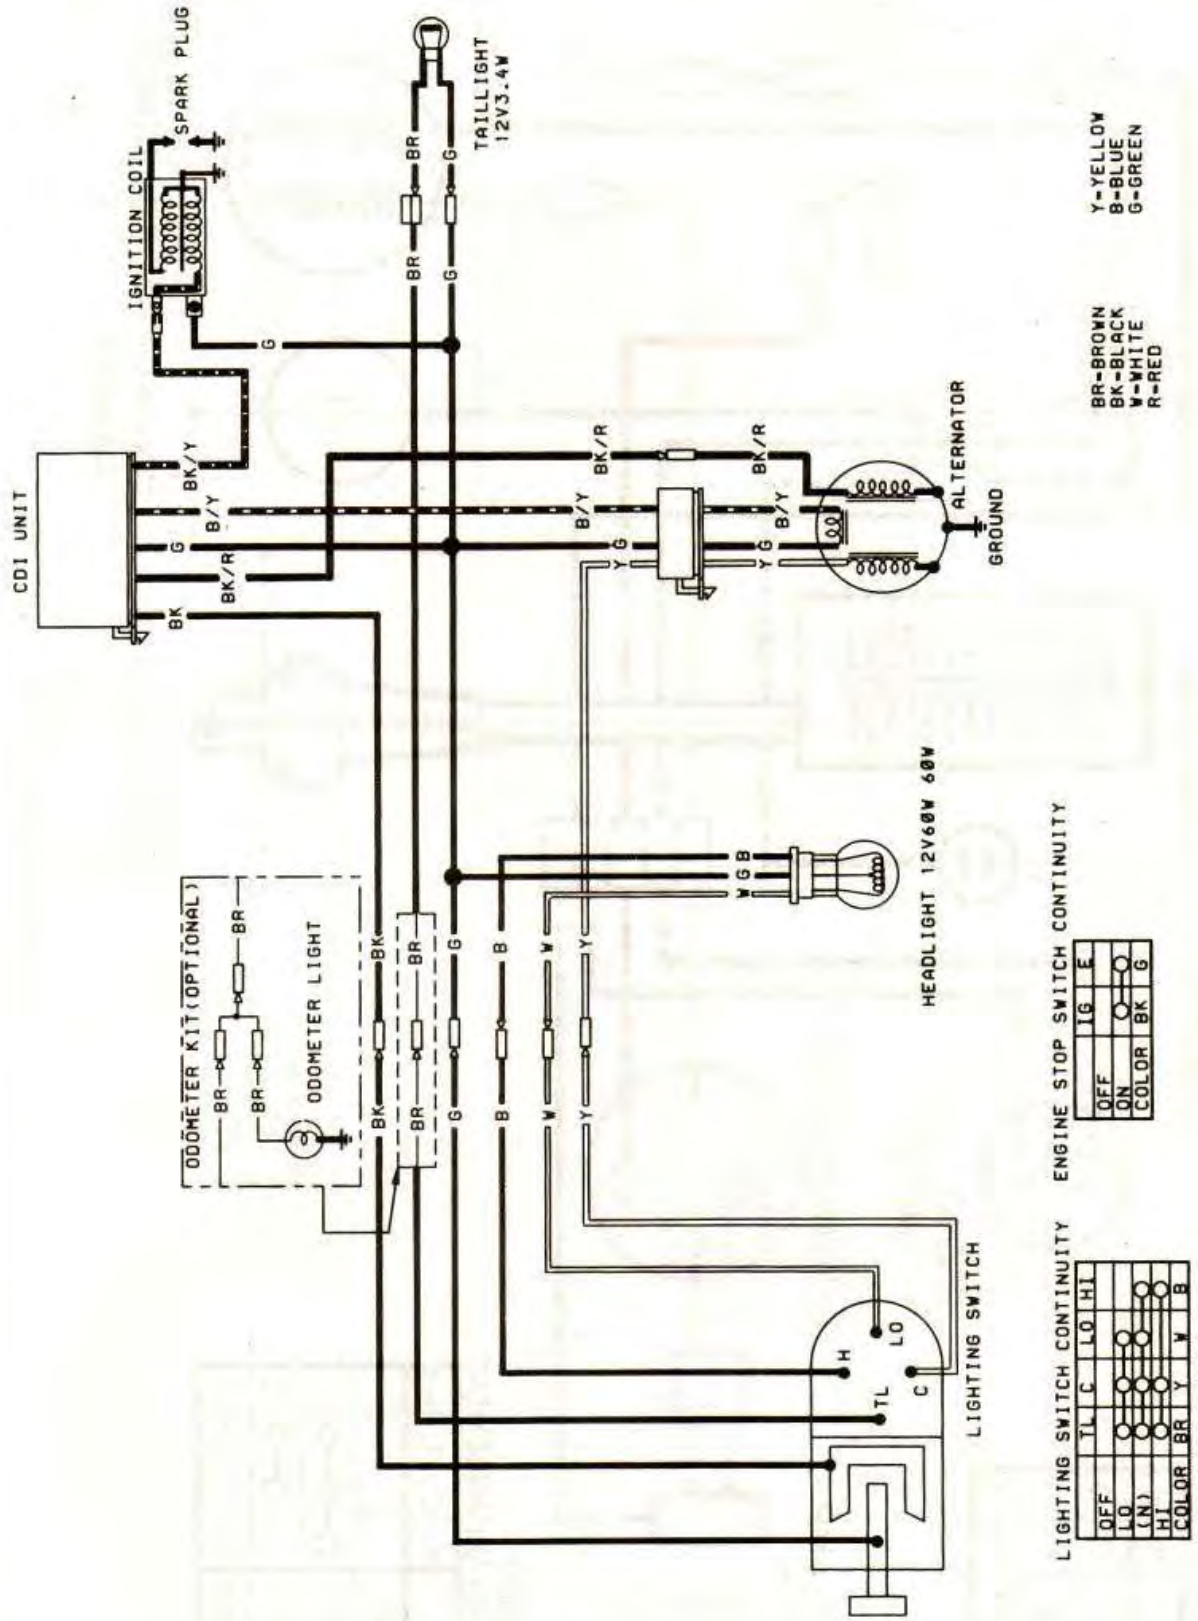 CDI UNIT
SPARK PLUG
IGNITION COIL
ODOMETER KIT(OPTIONAL)
BR
BR
BR
ODOMETER LIGHT
BK
BK/R
G
B/Y
BK/Y
G
BK
BK
BR
BR
BR
BR
G
G
G
G
TAILLIGHT
12V3.4W
B
B
W
W
Y
Y
Y
G
B/Y
BK/R
W
G
B
Y
G
B/Y
BK/R
HEADLIGHT 12V60W 60W
ALTERNATOR
GROUND
TL
H
C
LO
LIGHTING SWITCH
LIGHTING SWITCH CONTINUITY
TL C LO HI
OFF
LO
(N)
HI
COLOR BR Y W B
ENGINE STOP SWITCH CONTINUITY
IG E
OFF
ON
COLOR BK G
BR-BROWN
BK-BLACK
W-WHITE
R-RED
Y-YELLOW
B-BLUE
G-GREEN